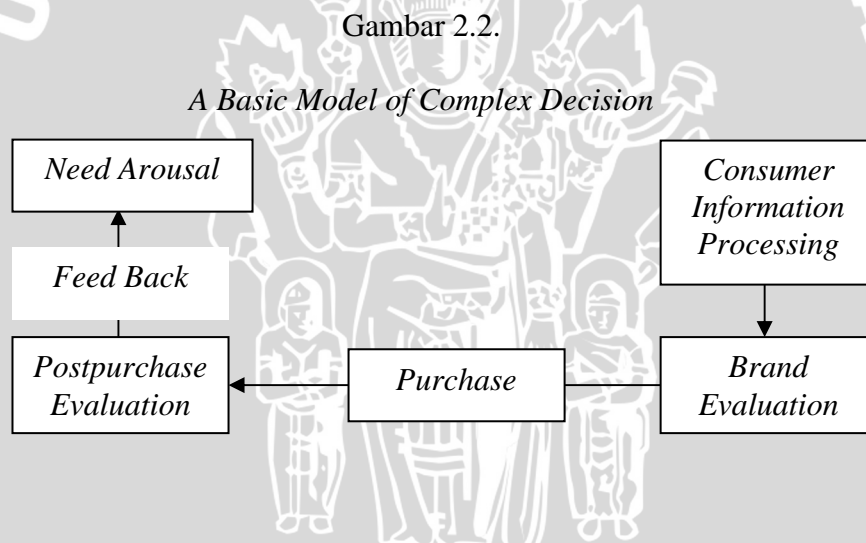 Gambar 2.2.
A Basic Model of Complex Decision
Need Arousal
Consumer
Information
Processing
Feed Back
Postpurchase
Evaluation
Purchase
Brand
Evaluation